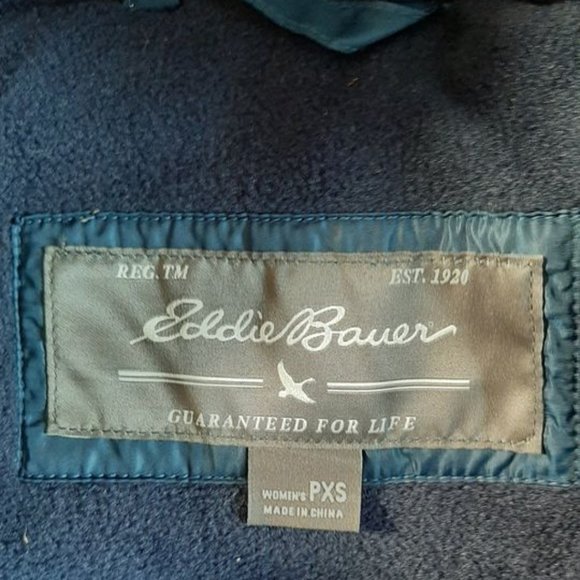 REG. TM EST. 1920
Eddie Bauer
GUARANTEED FOR LIFE
WOMEN'S PXS
MADE IN CHINA